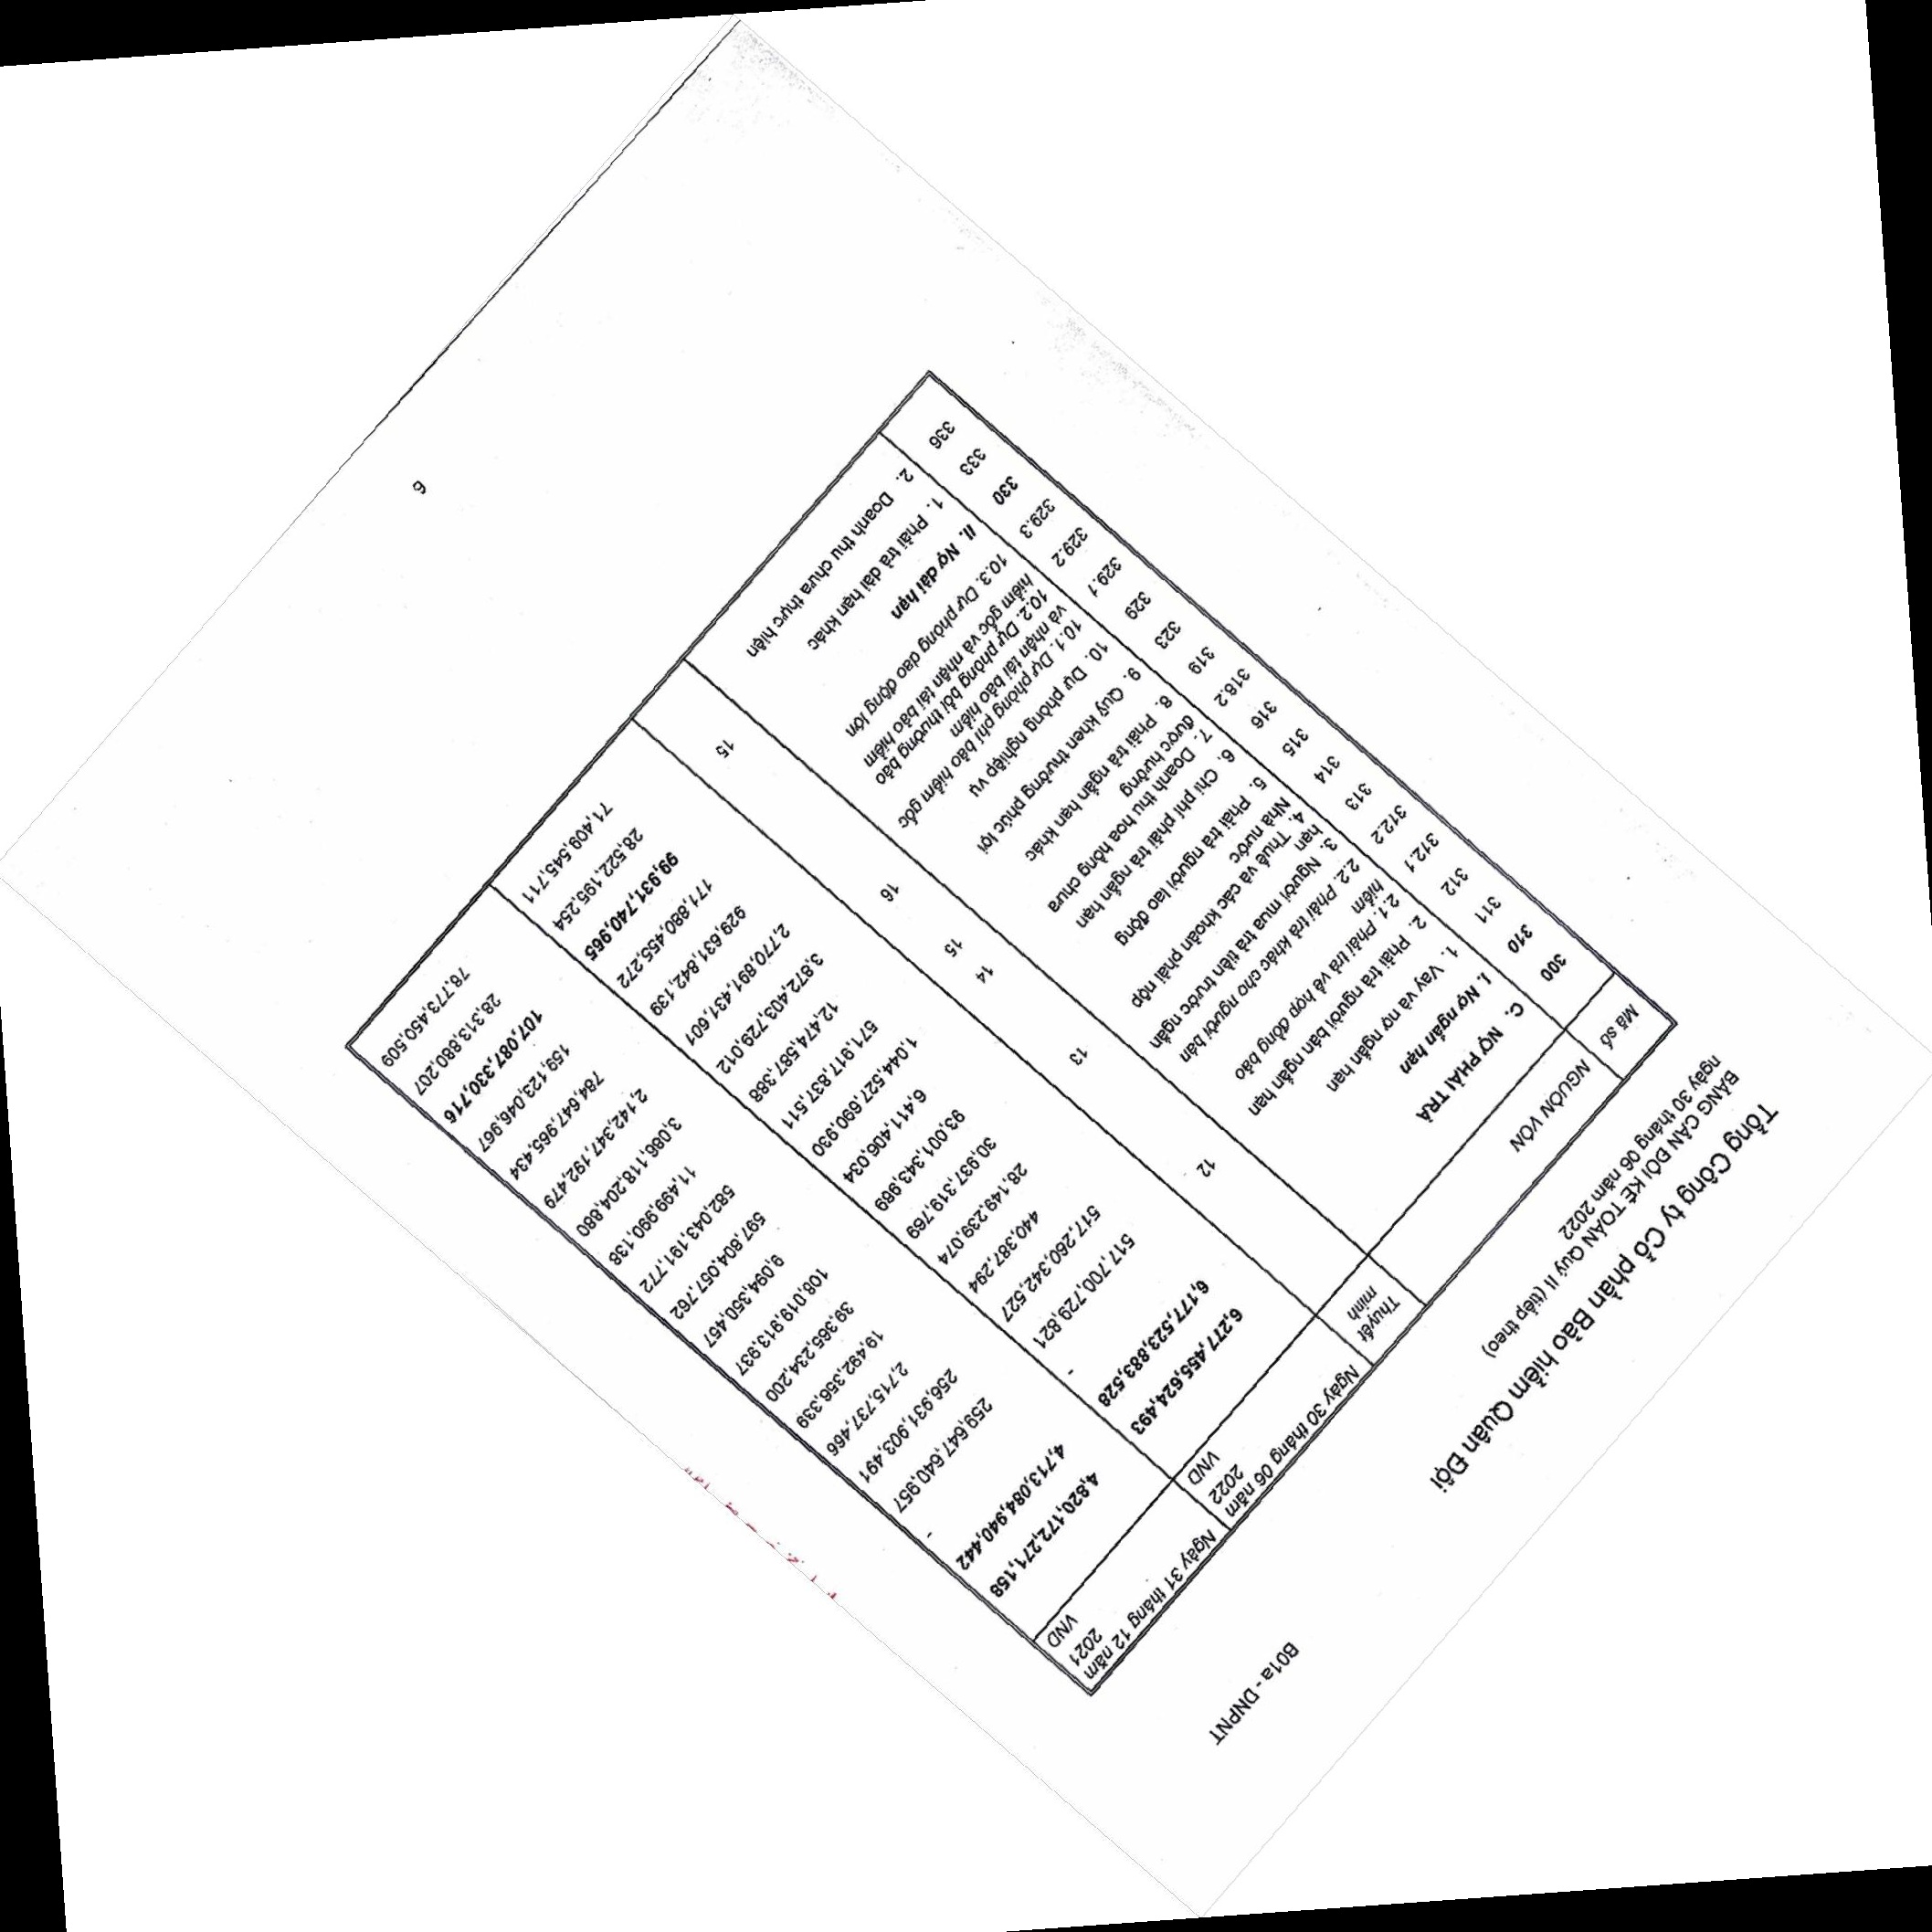 Tổng Công ty Cổ phần Bảo hiểm Quân Đội
BẢNG CÂN ĐỐI KẾ TOÁN Quý II (tiếp theo)
ngày 30 tháng 06 năm 2022
B01a - DNPNT
Mã số NGUỒN VỐN Thuyết minh Ngày 30 tháng 06 năm 2022 VND Ngày 31 tháng 12 năm 2021 VND
300 C. NỢ PHẢI TRẢ 6,277,455,624,493 4,820,172,271,158
310 I. Nợ ngắn hạn 6,177,523,883,528 4,713,084,940,442
311 1. Vay và nợ ngắn hạn - -
312 2. Phải trả người bán ngắn hạn 12 517,700,729,821 259,647,640,957
312.1 2.1. Phải trả về hợp đồng bảo hiểm 517,260,342,527 256,931,903,491
312.2 2.2. Phải trả khác cho người bán 440,387,294 2,715,737,466
313 3. Người mua trả tiền trước ngắn hạn 28,149,239,074 19,492,356,339
314 4. Thuế và các khoản phải nộp Nhà nước 13 30,937,319,769 39,365,234,200
315 5. Phải trả người lao động 93,001,343,989 108,019,913,937
316 6. Chi phí phải trả ngắn hạn 6,411,406,034 9,094,350,457
318.2 7. Doanh thu hoa hồng chưa được hưởng 14 1,044,527,690,930 597,804,057,762
319 8. Phải trả ngắn hạn khác 15 571,917,837,511 582,043,191,772
323 9. Quỹ khen thưởng phúc lợi 12,474,587,388 11,499,990,138
329 10. Dự phòng nghiệp vụ 16 3,872,403,729,012 3,086,118,204,880
329.1 10.1. Dự phòng phí bảo hiểm gốc và nhận tái bảo hiểm 2,770,891,431,601 2,142,347,192,479
329.2 10.2. Dự phòng bồi thường bảo hiểm gốc và nhận tái bảo hiểm 929,631,842,139 784,647,965,434
329.3 10.3. Dự phòng dao động lớn 171,880,455,272 159,123,046,967
330 II. Nợ dài hạn 99,931,740,965 107,087,330,716
333 1. Phải trả dài hạn khác 15 28,522,195,254 28,313,880,207
336 2. Doanh thu chưa thực hiện 71,409,545,711 78,773,450,509
6